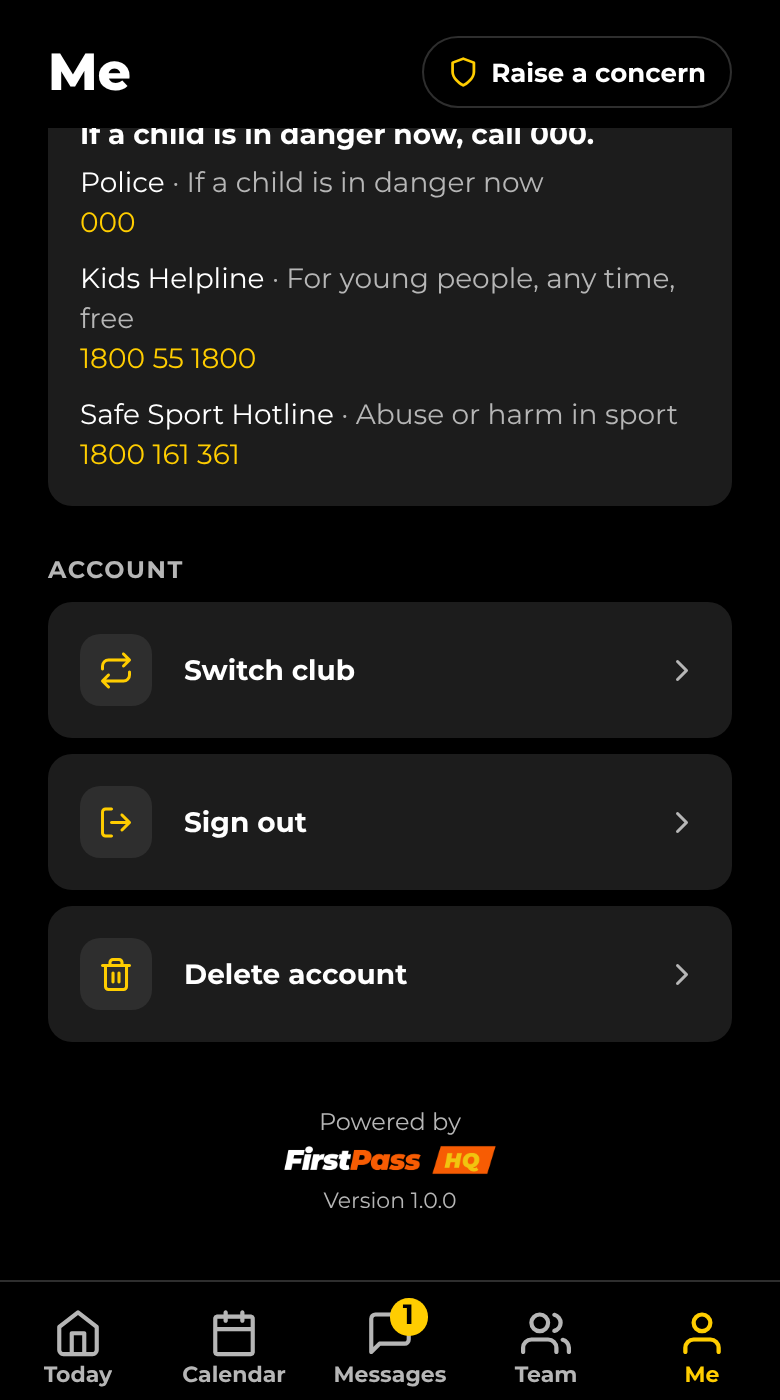 Me
Raise a concern
If a child is in danger now, call 000.
Police · If a child is in danger now
000
Kids Helpline · For young people, any time,
free
1800 55 1800
Safe Sport Hotline · Abuse or harm in sport
1800 161 361
ACCOUNT
Switch club
Sign out
Delete account
Powered by
FirstPass HQ
Version 1.0.0
1
Today
Calendar
Messages
Team
Me